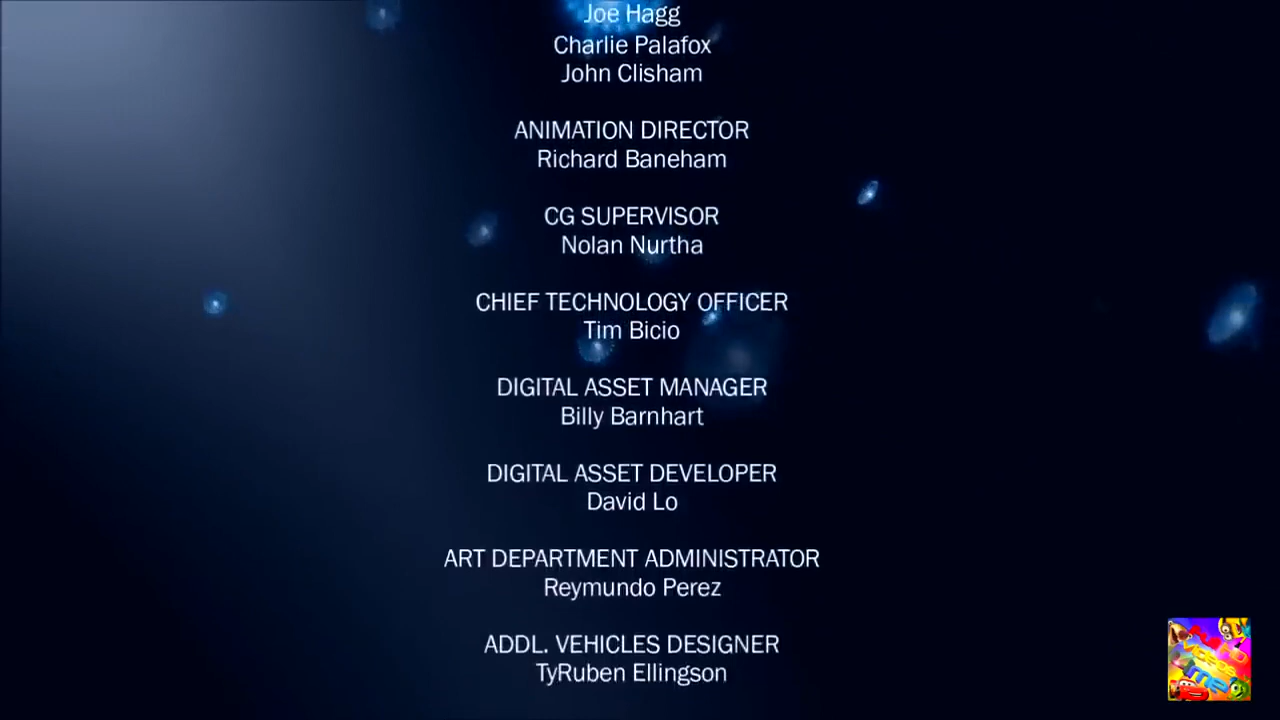 Joe Hagg
Charlie Palafox
John Clisham
ANIMATION DIRECTOR
Richard Baneham
CG SUPERVISOR
Nolan Nurtha
CHIEF TECHNOLOGY OFFICER
Tim Bicio
DIGITAL ASSET MANAGER
Billy Barnhart
DIGITAL ASSET DEVELOPER
David Lo
ART DEPARTMENT ADMINISTRATOR
Reymundo Perez
ADDL. VEHICLES DESIGNER
TyRuben Ellingson